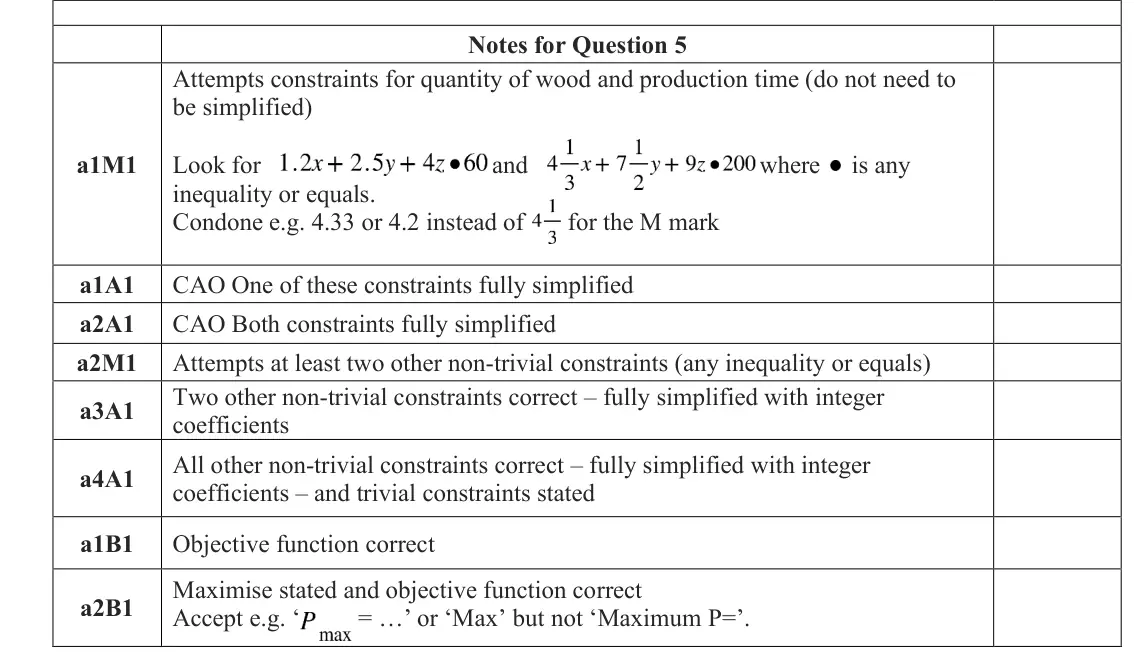 Notes for Question 5
a1M1
Attempts constraints for quantity of wood and production time (do not need to
be simplified)
Look for 1.2x + 2.5y + 4z●60 and 4 1/3 x + 7 1/2 y + 9z●200 where ● is any
inequality or equals.
Condone e.g. 4.33 or 4.2 instead of 4 1/3 for the M mark
a1A1 CAO One of these constraints fully simplified
a2A1 CAO Both constraints fully simplified
a2M1 Attempts at least two other non-trivial constraints (any inequality or equals)
a3A1
Two other non-trivial constraints correct – fully simplified with integer
coefficients
a4A1
All other non-trivial constraints correct – fully simplified with integer
coefficients – and trivial constraints stated
a1B1 Objective function correct
a2B1
Maximise stated and objective function correct
Accept e.g. ‘P max = …’ or ‘Max’ but not ‘Maximum P=’.